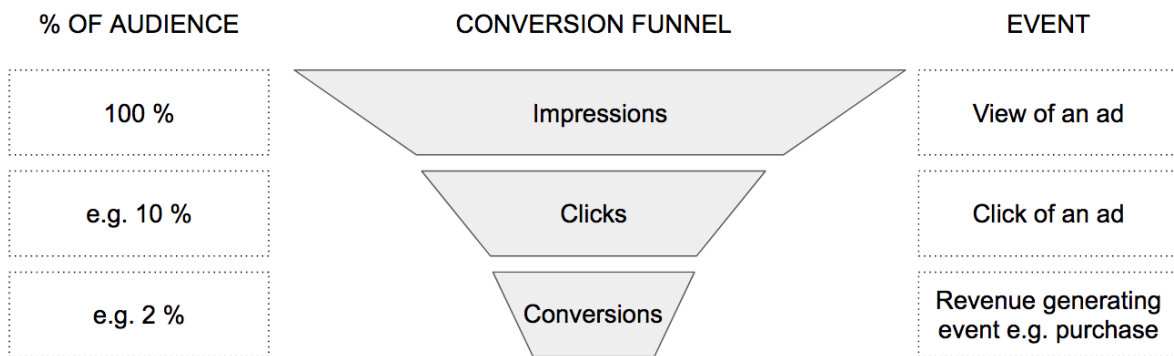 % OF AUDIENCE
CONVERSION FUNNEL
EVENT
100 %
Impressions
View of an ad
e.g. 10 %
Clicks
Click of an ad
e.g. 2 %
Conversions
Revenue generating
event e.g. purchase